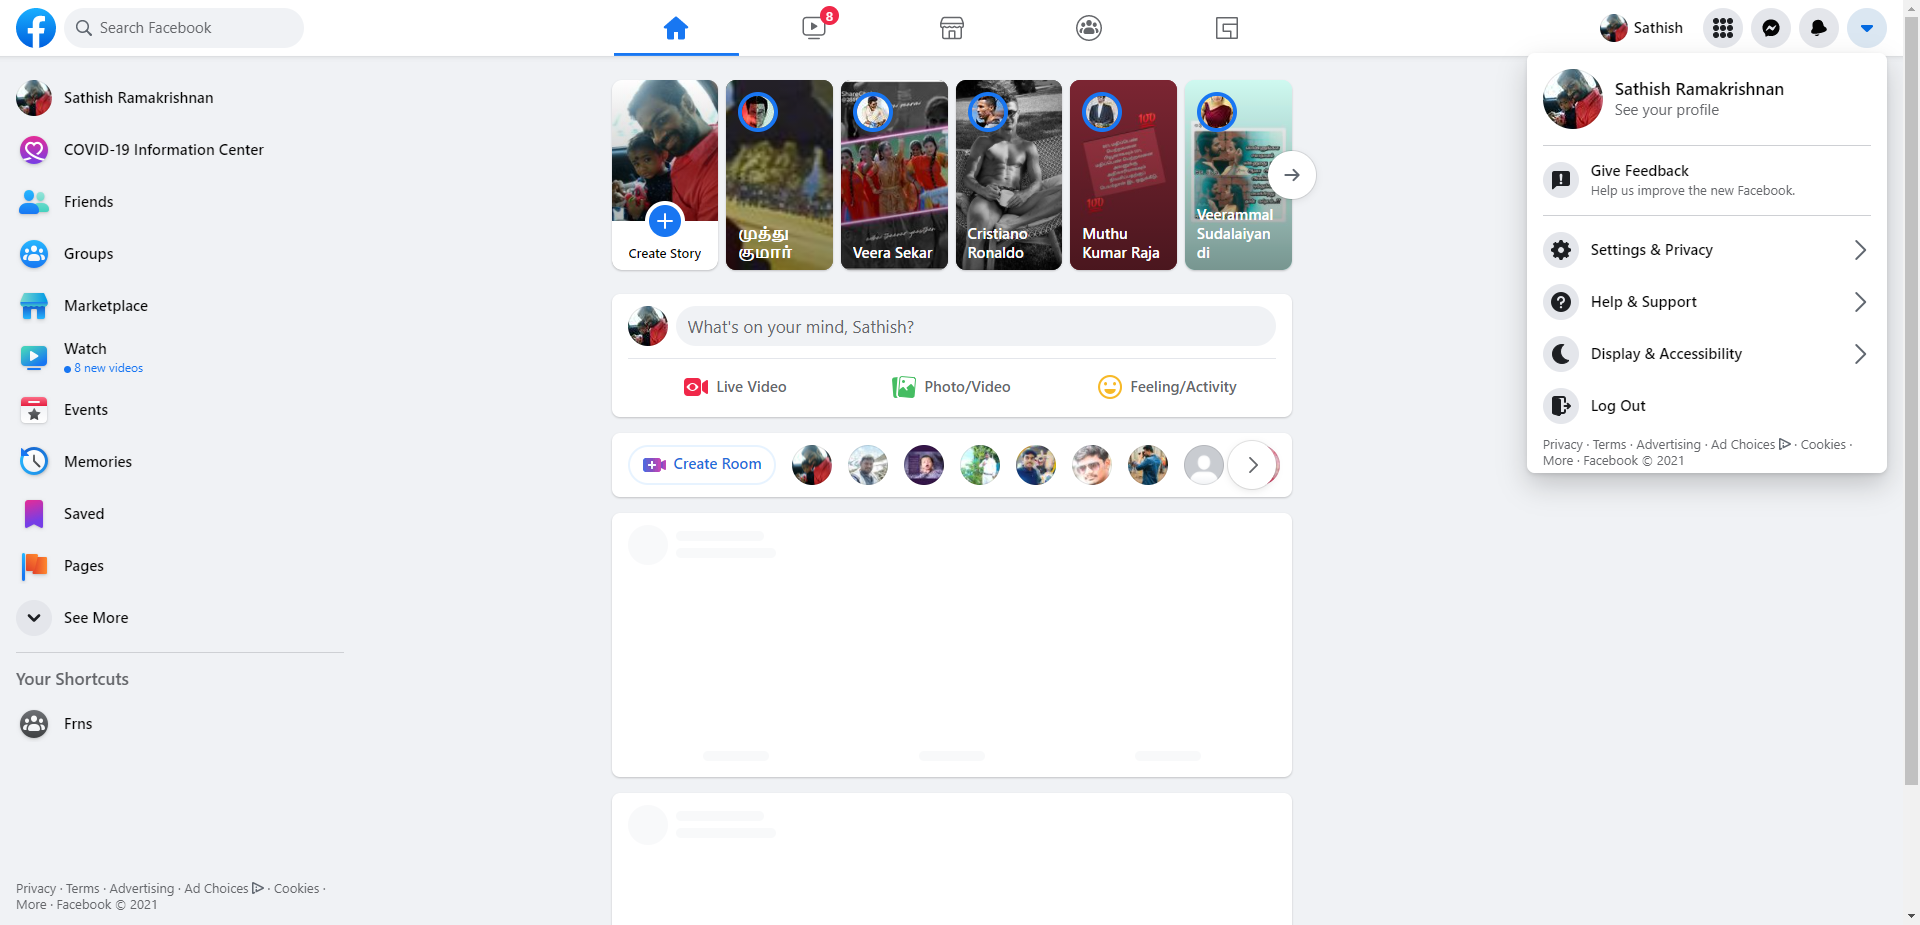 Search Facebook
8
Sathish
Sathish Ramakrishnan
COVID-19 Information Center
Friends
Groups
Marketplace
Watch
8 new videos
Events
Memories
Saved
Pages
See More
Your Shortcuts
Frns
Privacy · Terms · Advertising · Ad Choices · Cookies ·
More · Facebook © 2021
Create Story
முத்து
குமார்
Veera Sekar
Cristiano
Ronaldo
100
100
Muthu
Kumar Raja
Veerammal
Sudalaiyan
di
What's on your mind, Sathish?
Live Video
Photo/Video
Feeling/Activity
Create Room
Sathish Ramakrishnan
See your profile
Give Feedback
Help us improve the new Facebook.
Settings & Privacy
Help & Support
Display & Accessibility
Log Out
Privacy · Terms · Advertising · Ad Choices · Cookies ·
More · Facebook © 2021